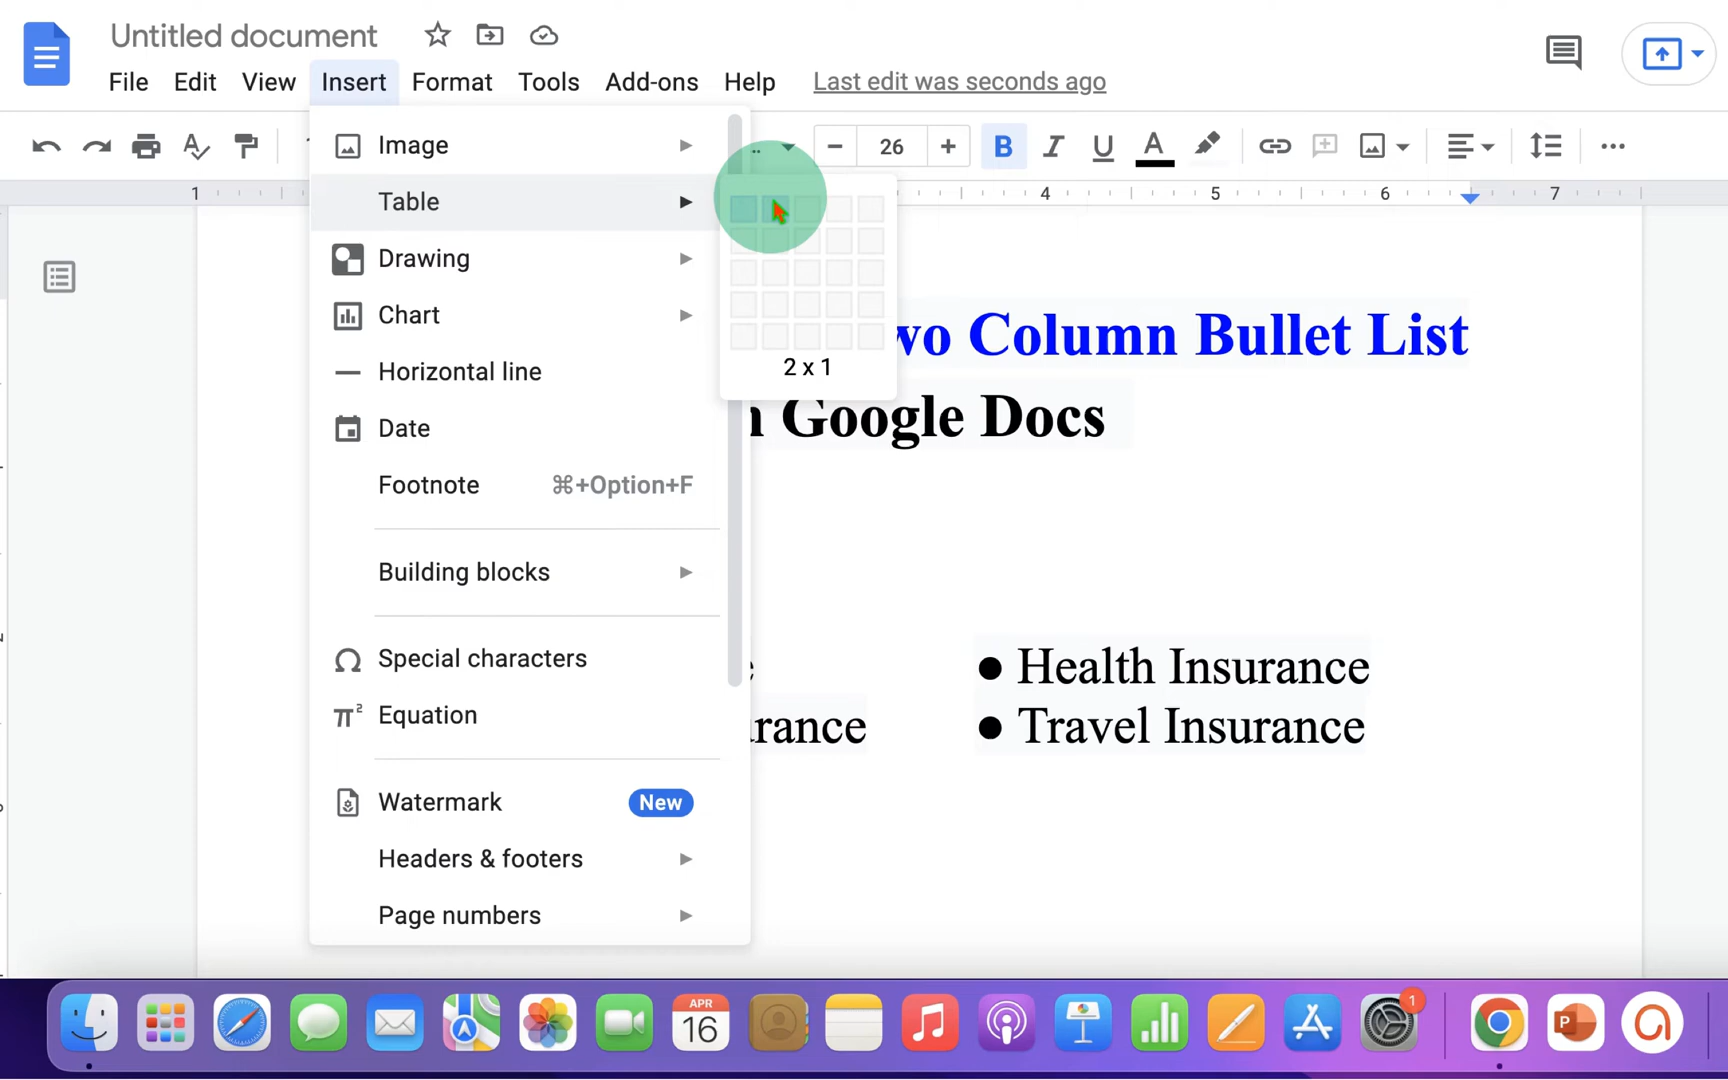 Untitled document
File Edit View Insert Format Tools Add-ons Help Last edit was seconds ago
26 B I U A
1 4 5 6 7
Image
Table
Drawing
Chart
Horizontal line
Date
Footnote ⌘+Option+F
Building blocks
Special characters
Equation
Watermark New
Headers & footers
Page numbers
2 x 1
Column Bullet List
Google Docs
● Health Insurance
● Travel Insurance
APR
16
1
P